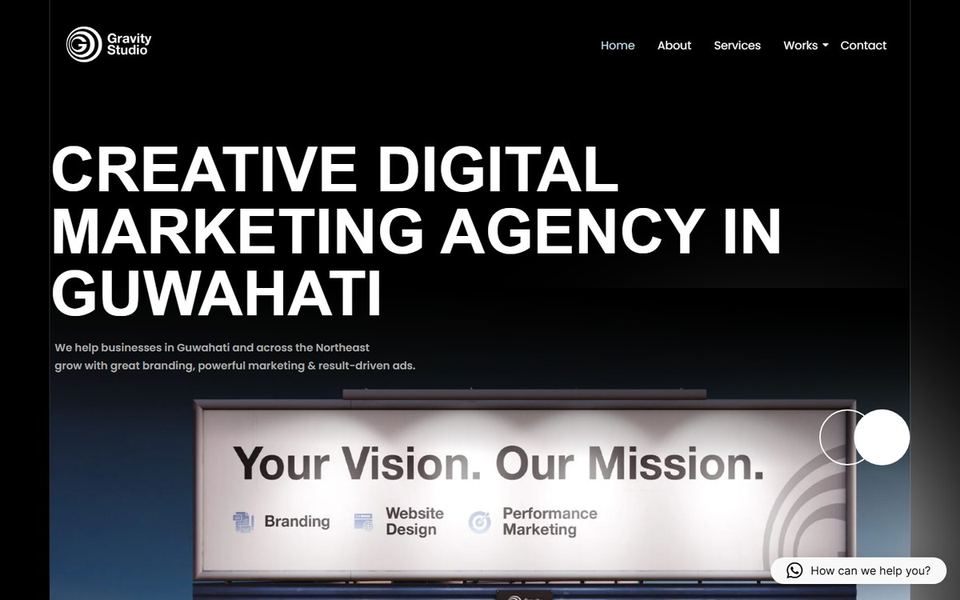 Gravity
Studio
Home About Services Works Contact
CREATIVE DIGITAL
MARKETING AGENCY IN
GUWAHATI
We help businesses in Guwahati and across the Northeast
grow with great branding, powerful marketing & result-driven ads.
Your Vision. Our Mission.
Branding
Website
Design
Performance
Marketing
How can we help you?